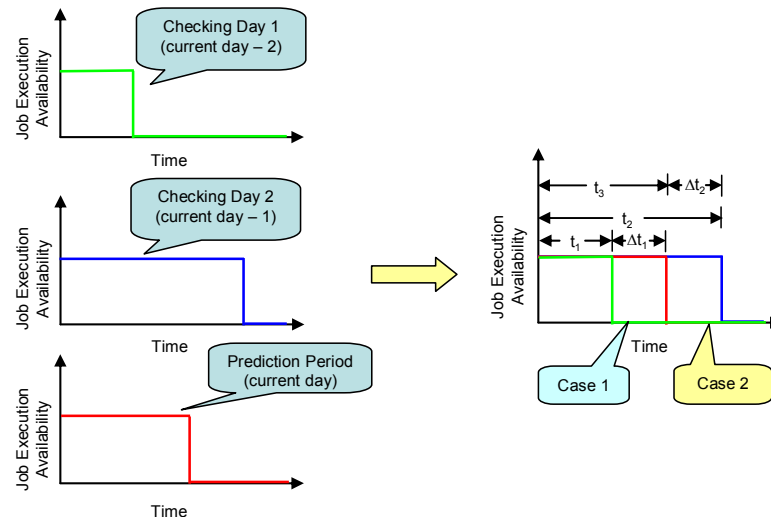 Checking Day 1
(current day – 2)
Job Execution
Availability
Time
Checking Day 2
(current day – 1)
Job Execution
Availability
Time
Prediction Period
(current day)
Job Execution
Availability
Time
t3
Δt2
t2
t1
Δt1
Job Execution
Availability
Time
Case 1
Case 2